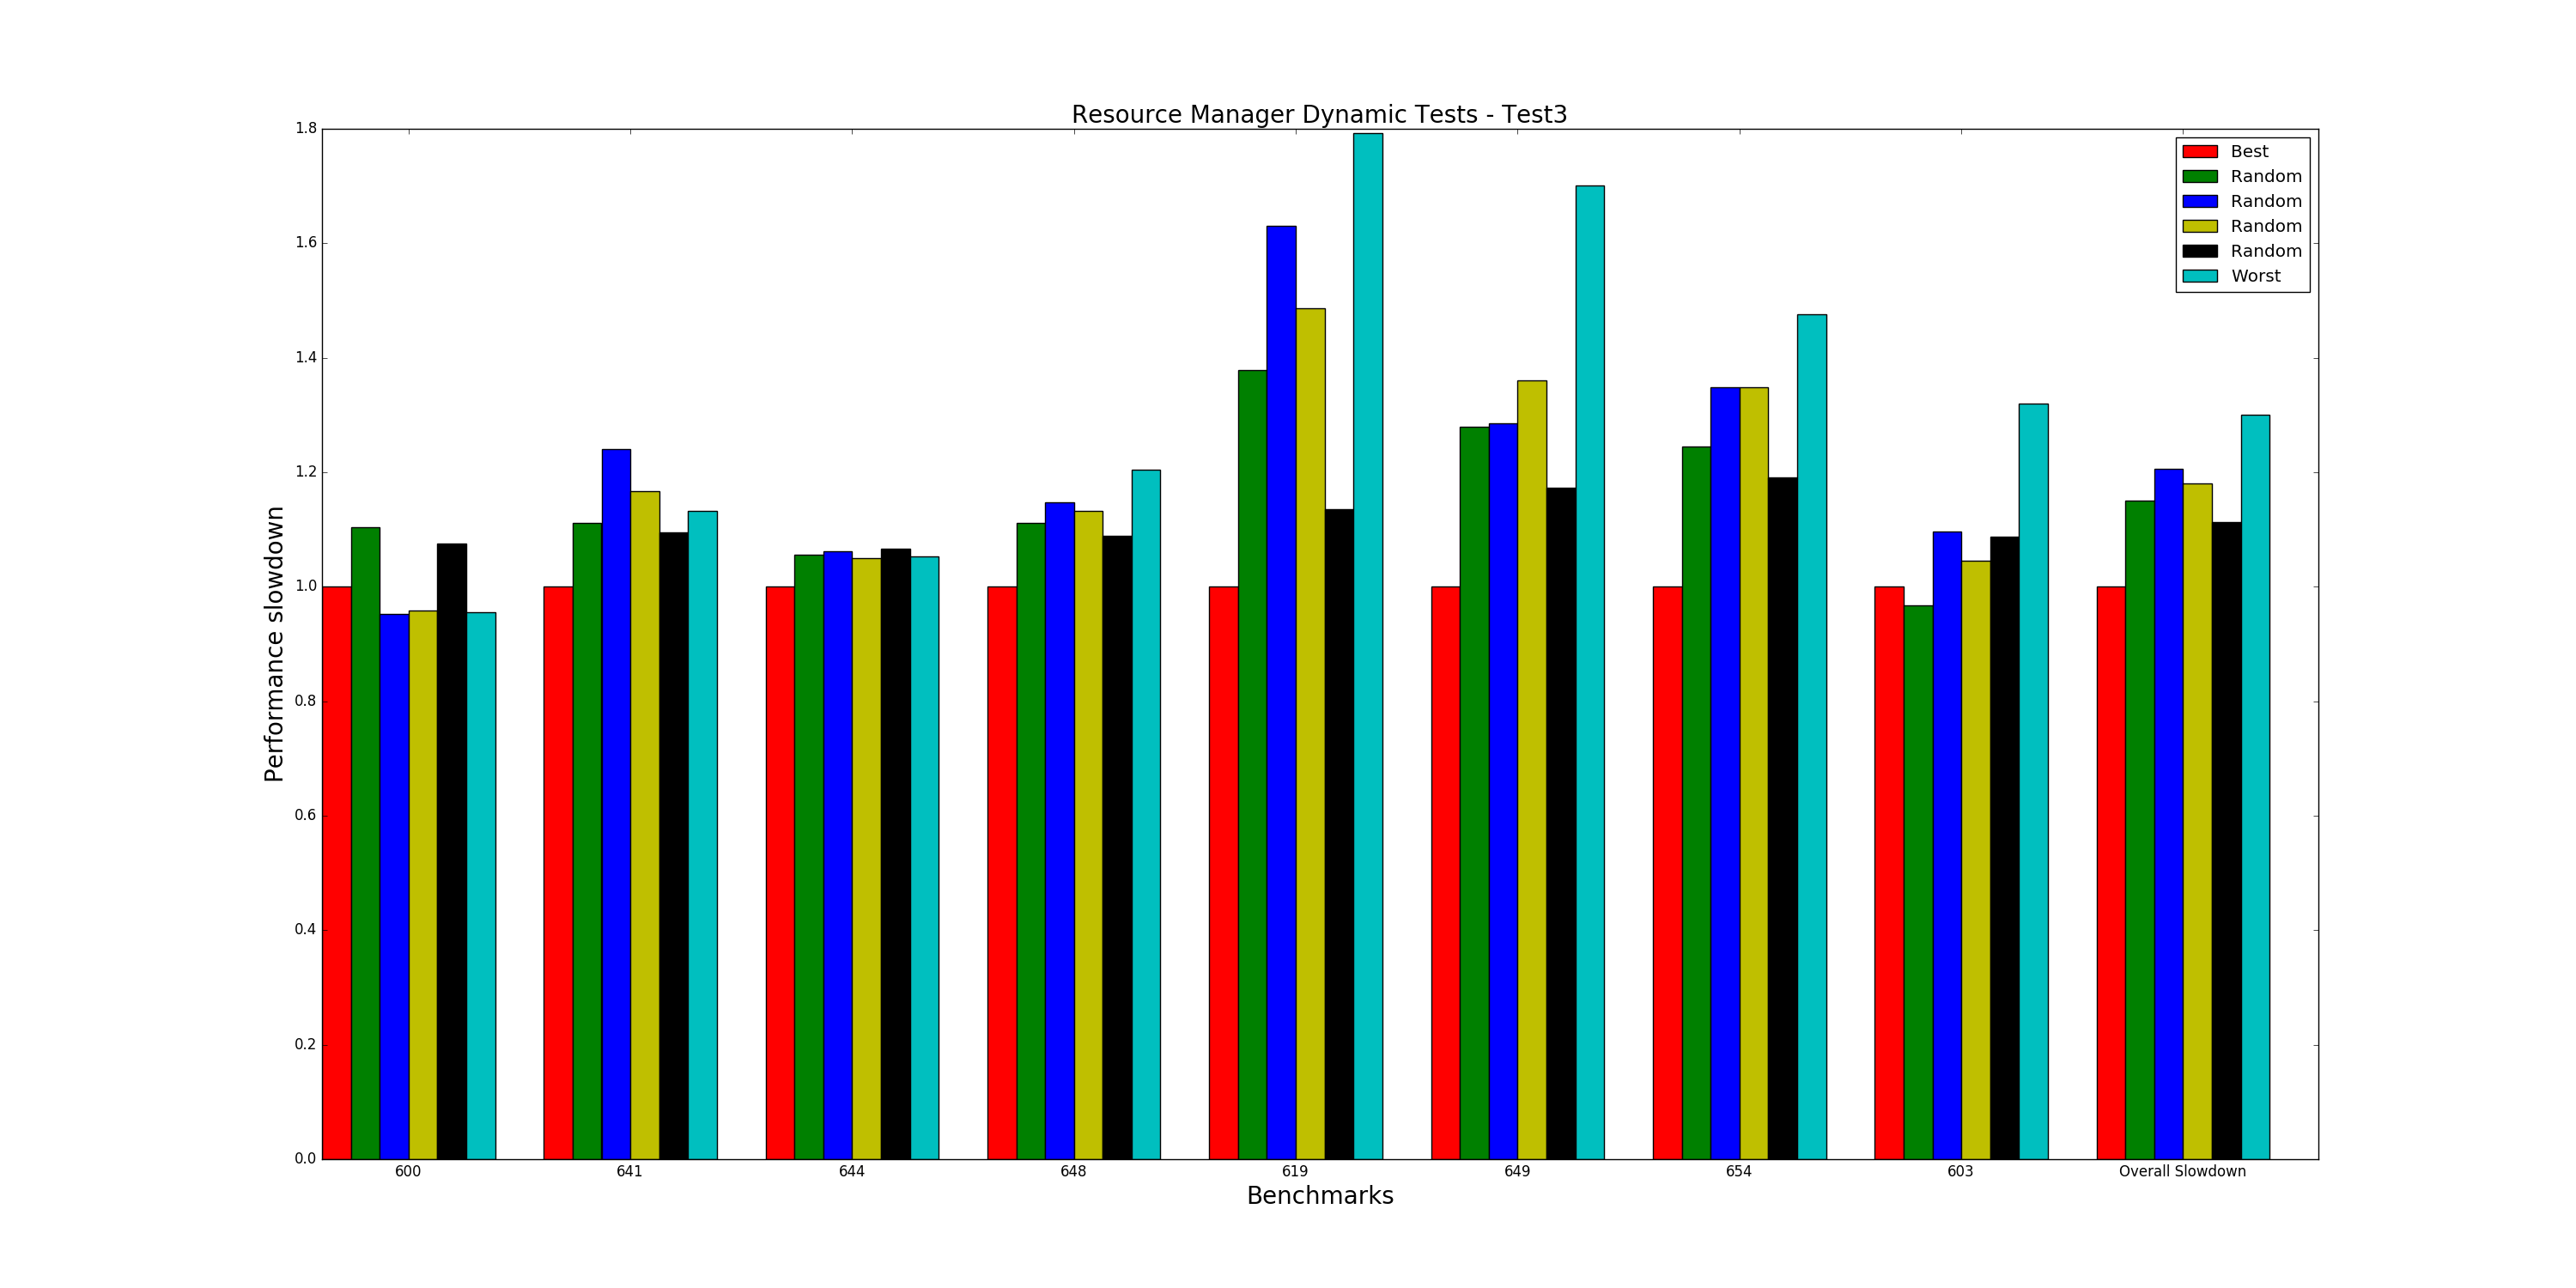 Resource Manager Dynamic Tests - Test3
1.8
1.6
1.4
1.2
1.0
0.8
0.6
0.4
0.2
0.0
Performance slowdown
Best
Random
Random
Random
Random
Worst
600 641 644 648 619 649 654 603 Overall Slowdown
Benchmarks